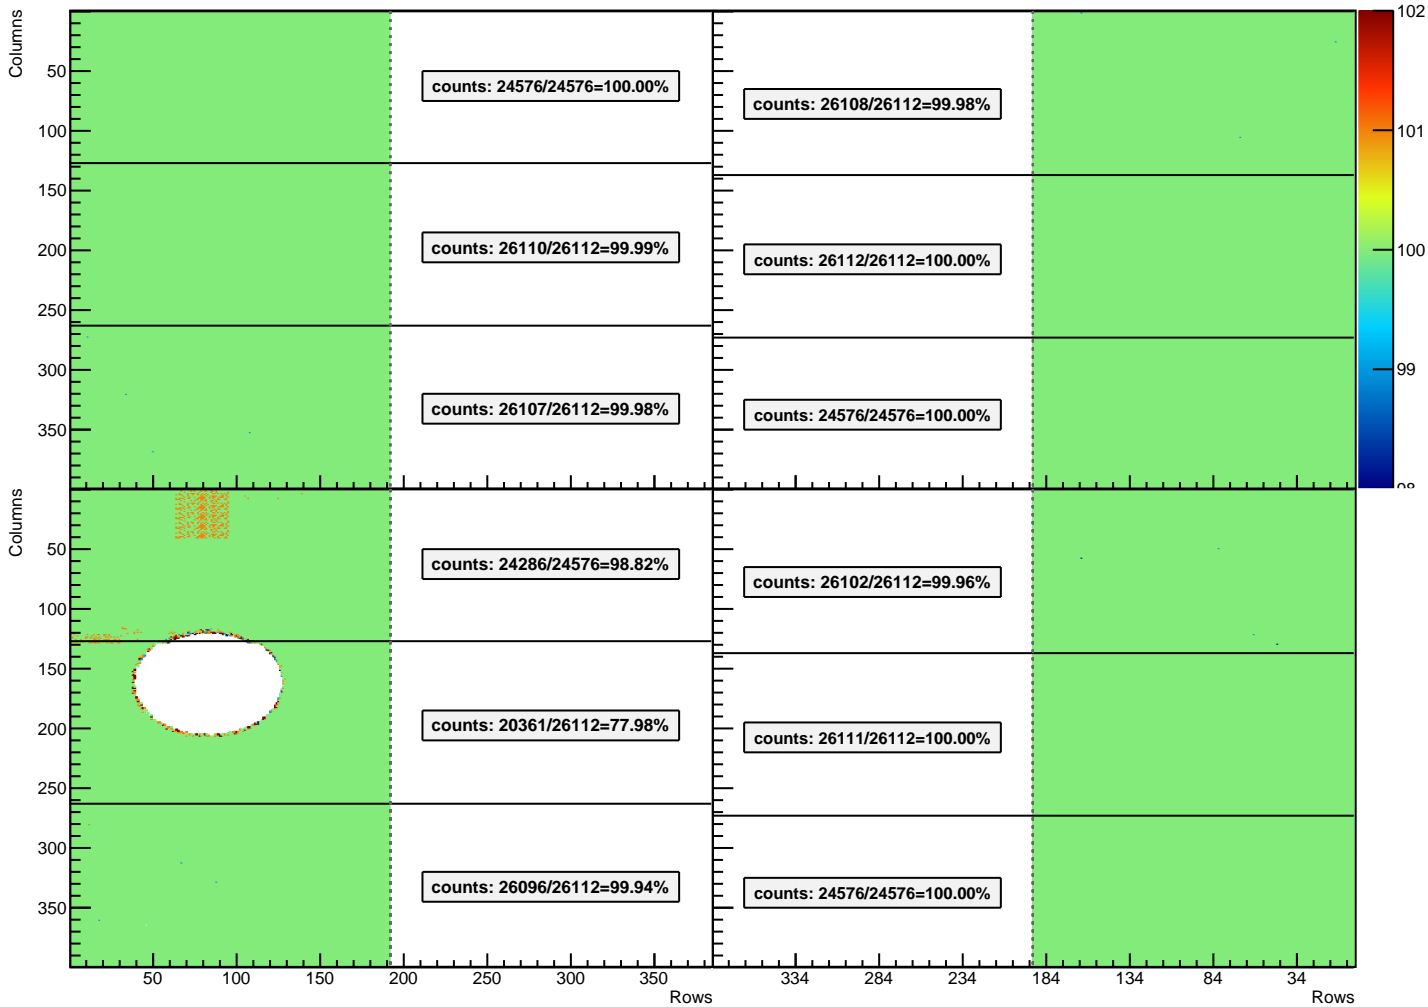 102
Columns
50
counts: 24576/24576=100.00%
counts: 26108/26112=99.98%
100
101
150
200
counts: 26110/26112=99.99%
counts: 26112/26112=100.00%
100
250
300
99
350
counts: 26107/26112=99.98%
counts: 24576/24576=100.00%
98
Columns
50
counts: 24286/24576=98.82%
counts: 26102/26112=99.96%
100
150
200
counts: 20361/26112=77.98%
counts: 26111/26112=100.00%
250
300
350
counts: 26096/26112=99.94%
counts: 24576/24576=100.00%
50 100 150 200 250 300 350 334 284 234 184 134 84 34
Rows Rows